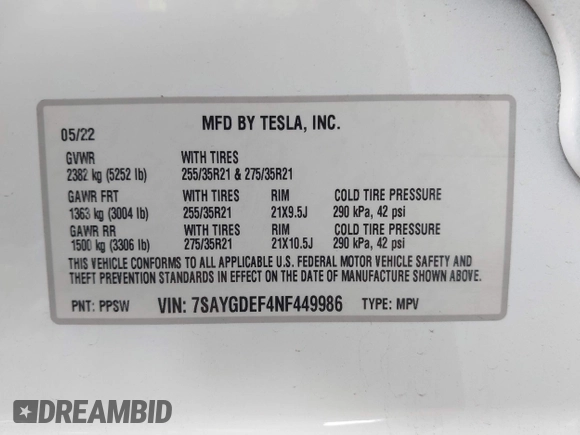 MFD BY TESLA, INC.
05/22
GVWR WITH TIRES
2382 kg (5252 lb) 255/35R21 & 275/35R21
GAWR FRT WITH TIRES RIM COLD TIRE PRESSURE
1363 kg (3004 lb) 255/35R21 21X9.5J 290 kPa, 42 psi
GAWR RR WITH TIRES RIM COLD TIRE PRESSURE
1500 kg (3306 lb) 275/35R21 21X10.5J 290 kPa, 42 psi
THIS VEHICLE CONFORMS TO ALL APPLICABLE U.S. FEDERAL MOTOR VEHICLE SAFETY AND
THEFT PREVENTION STANDARDS IN EFFECT ON THE DATE OF MANUFACTURE SHOWN ABOVE.
PNT: PPSW VIN: 7SAYGDEF4NF449986 TYPE: MPV
DREAMBID